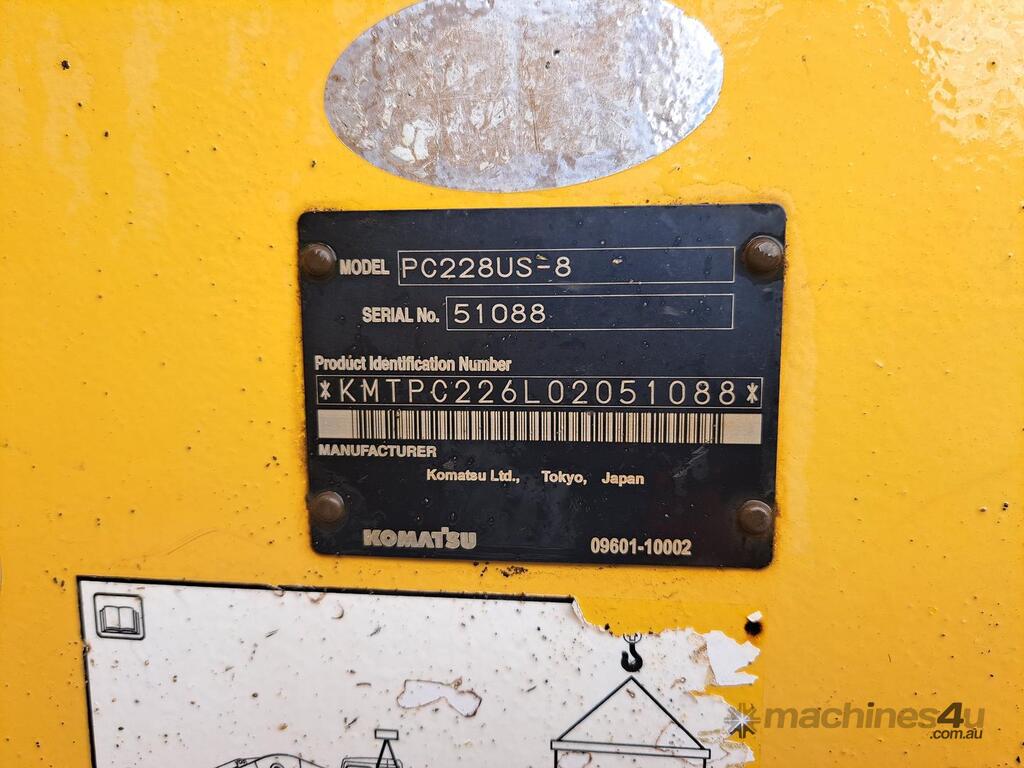 MODEL PC228US-8
SERIAL No. 51088
Product Identification Number
*KMTPC226L02051088*
MANUFACTURER
Komatsu Ltd., Tokyo, Japan
KOMATSU 09601-10002
machines4u
.com.au